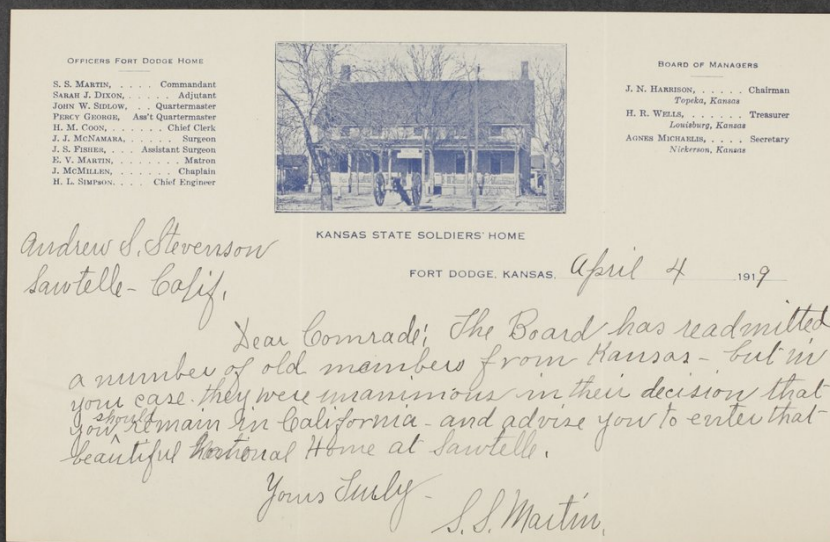 OFFICERS FORT DODGE HOME
S. S. MARTIN, . . . . Commandant
SARAH J. DIXON, . . . . . Adjutant
JOHN W. SIDLOW, . . Quartermaster
PERCY GEORGE, Ass't Quartermaster
H. M. COON, . . . . . . Chief Clerk
J. J. MCNAMARA, . . . . . . Surgeon
J. S. FISHER, . . . Assistant Surgeon
E. V. MARTIN, . . . . . . . Matron
J. MCMILLEN, . . . . . . . Chaplain
H. L. SIMPSON, . . . . Chief Engineer
BOARD OF MANAGERS
J. N. HARRISON, . . . . . Chairman
Topeka, Kansas
H. R. WELLS, . . . . . . . Treasurer
Louisburg, Kansas
AGNES MICHAELIS, . . . . Secretary
Nickerson, Kansas
KANSAS STATE SOLDIERS' HOME
FORT DODGE, KANSAS, April 4 1919
Andrew S. Stevenson
Sawtelle - Calif.
Dear Comrade; The Board has readmitted
a number of old members from Kansas - but in
your case they were unanimous in their decision that
you should remain in California - and advise you to enter that
beautiful National Home at Sawtelle.
Yours Truly -
S. S. Martin.